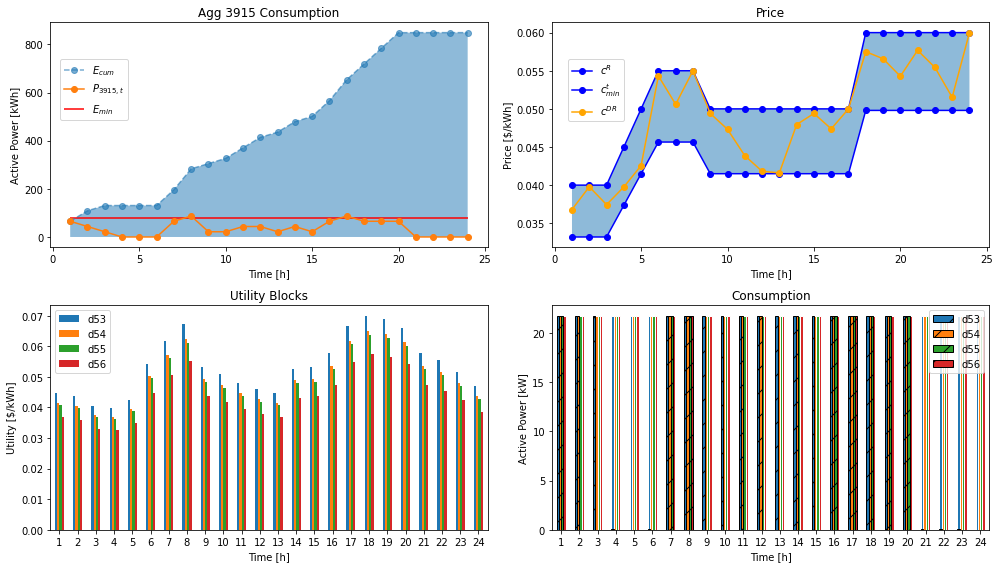 Agg 3915 Consumption
Active Power [kWh]
800
600
400
200
0
E_cum
P_3915, t
E_min
0 5 10 15 20 25
Time [h]
Price
Price [$/kWh]
0.060
0.055
0.050
0.045
0.040
0.035
c^R
c^t_min
c^DR
0 5 10 15 20 25
Time [h]
Utility Blocks
Utility [$/kWh]
0.07
0.06
0.05
0.04
0.03
0.02
0.01
0.00
d53
d54
d55
d56
1 2 3 4 5 6 7 8 9 10 11 12 13 14 15 16 17 18 19 20 21 22 23 24
Time [h]
Consumption
Active Power [kW]
20
15
10
5
0
d53
d54
d55
d56
1 2 3 4 5 6 7 8 9 10 11 12 13 14 15 16 17 18 19 20 21 22 23 24
Time [h]